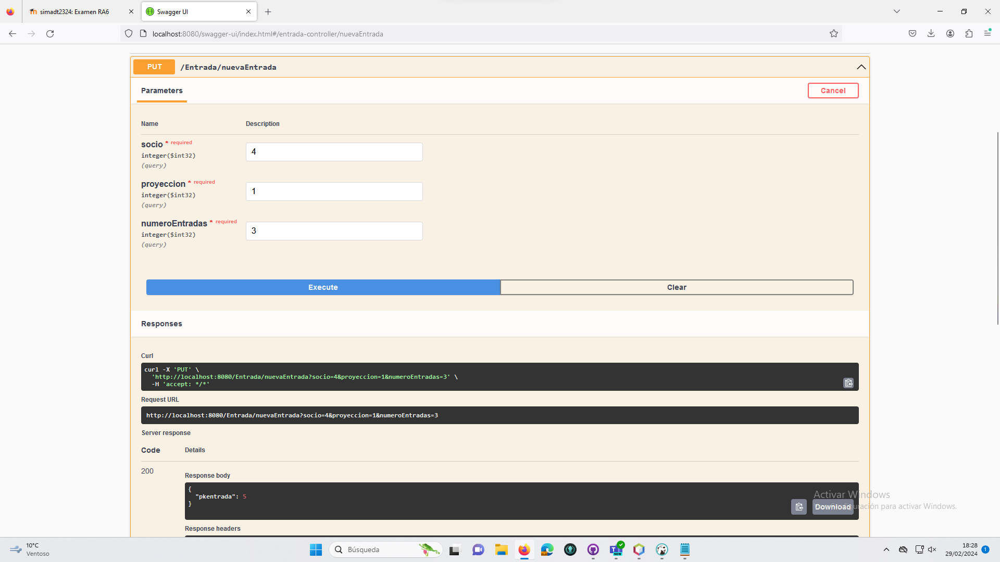 simadt2324: Examen RA6
Swagger UI
localhost:8080/swagger-ui/index.html#/entrada-controller/nuevaEntrada
PUT /Entrada/nuevaEntrada
Parameters
Cancel
Name Description
socio * required
integer($int32)
(query)
4
proyeccion * required
integer($int32)
(query)
1
numeroEntradas * required
integer($int32)
(query)
3
Execute
Clear
Responses
Curl
curl -X 'PUT' \
'http://localhost:8080/Entrada/nuevaEntrada?socio=4&proyeccion=1&numeroEntradas=3' \
-H 'accept: */*'
Request URL
http://localhost:8080/Entrada/nuevaEntrada?socio=4&proyeccion=1&numeroEntradas=3
Server response
Code Details
200
Response body
{
"pkentrada": 5
}
Download
Activar Windows
para activar Windows.
Response headers
10°C
Ventoso
Búsqueda
NEW
18:28
29/02/2024
1